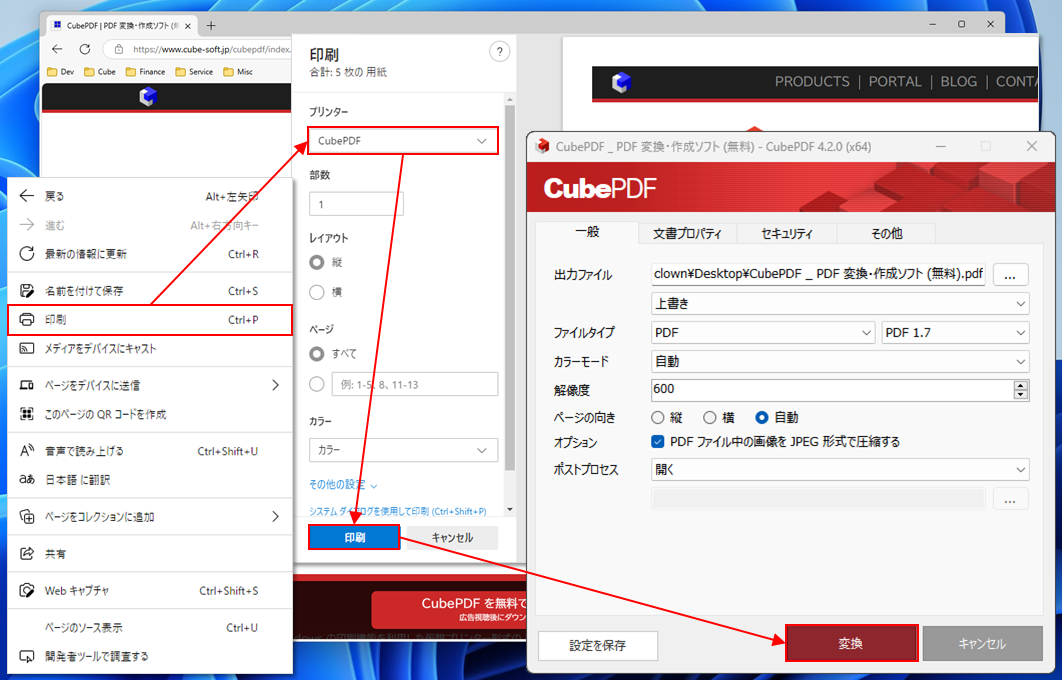 CubePDF | PDF 変換・作成ソフト (無
https://www.cube-soft.jp/cubepdf/index.
Dev
Cube
Finance
Service
Misc
戻る Alt+左矢印
進む Alt+右方向キー
最新の情報に更新 Ctrl+R
名前を付けて保存 Ctrl+S
印刷 Ctrl+P
メディアをデバイスにキャスト
ページをデバイスに送信
このページの QR コードを作成
音声で読み上げる Ctrl+Shift+U
日本語 に翻訳
ページをコレクションに追加
共有
Web キャプチャ Ctrl+Shift+S
ページのソース表示 Ctrl+U
開発者ツールで調査する
印刷
合計: 5 枚の用紙
?
プリンター
CubePDF
部数
1
レイアウト
縦
横
ページ
すべて
例: 1-5、8、11-13
カラー
カラー
その他の設定
システム ダイアログを使用して印刷 (Ctrl+Shift+P)
印刷
キャンセル
PRODUCTS | PORTAL | BLOG | CONTA
CubePDF を無料で
広告視聴後にダウン
CubePDF _ PDF 変換・作成ソフト (無料) - CubePDF 4.2.0 (x64)
CubePDF
一般
文書プロパティ
セキュリティ
その他
出力ファイル
clown¥Desktop¥CubePDF _ PDF 変換・作成ソフト (無料).pdf
...
上書き
ファイルタイプ
PDF
PDF 1.7
カラーモード
自動
解像度
600
ページの向き
縦
横
自動
オプション
PDF ファイル中の画像を JPEG 形式で圧縮する
ポストプロセス
開く
...
設定を保存
変換
キャンセル